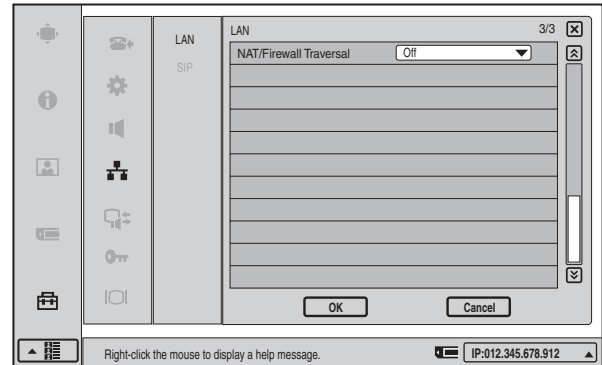 LAN
SIP
LAN 3/3
NAT/Firewall Traversal Off
OK Cancel
Right-click the mouse to display a help message.
IP:012.345.678.912